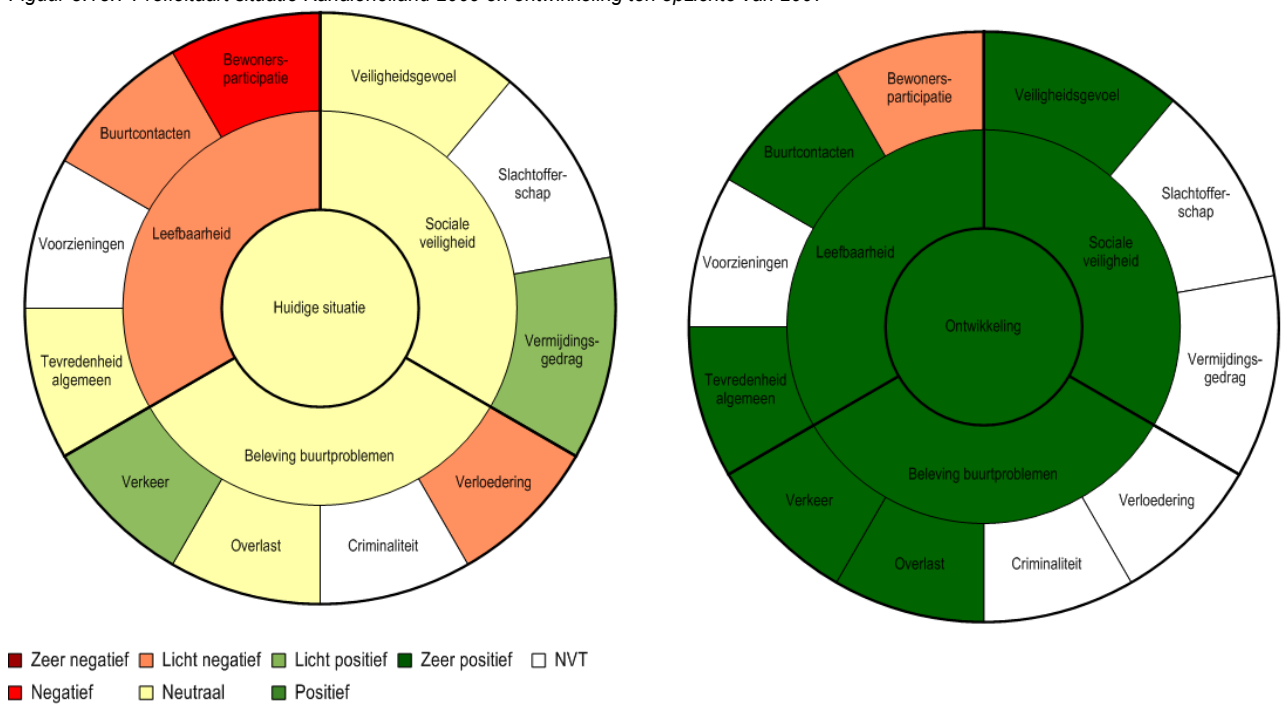 Bewoners-
participatie
Veiligheidsgevoel
Buurtcontacten
Slachtoffer-
schap
Voorzieningen
Leefbaarheid
Sociale
veiligheid
Huidige situatie
Tevredenheid
algemeen
Vermijdings-
gedrag
Beleving buurtproblemen
Verkeer
Verloedering
Overlast
Criminaliteit
Bewoners-
participatie
Veiligheidsgevoel
Buurtcontacten
Slachtoffer-
schap
Voorzieningen
Leefbaarheid
Sociale
veiligheid
Ontwikkeling
Tevredenheid
algemeen
Vermijdings-
gedrag
Beleving buurtproblemen
Verkeer
Verloedering
Overlast
Criminaliteit
Zeer negatief Licht negatief Licht positief Zeer positief NVT
Negatief Neutraal Positief